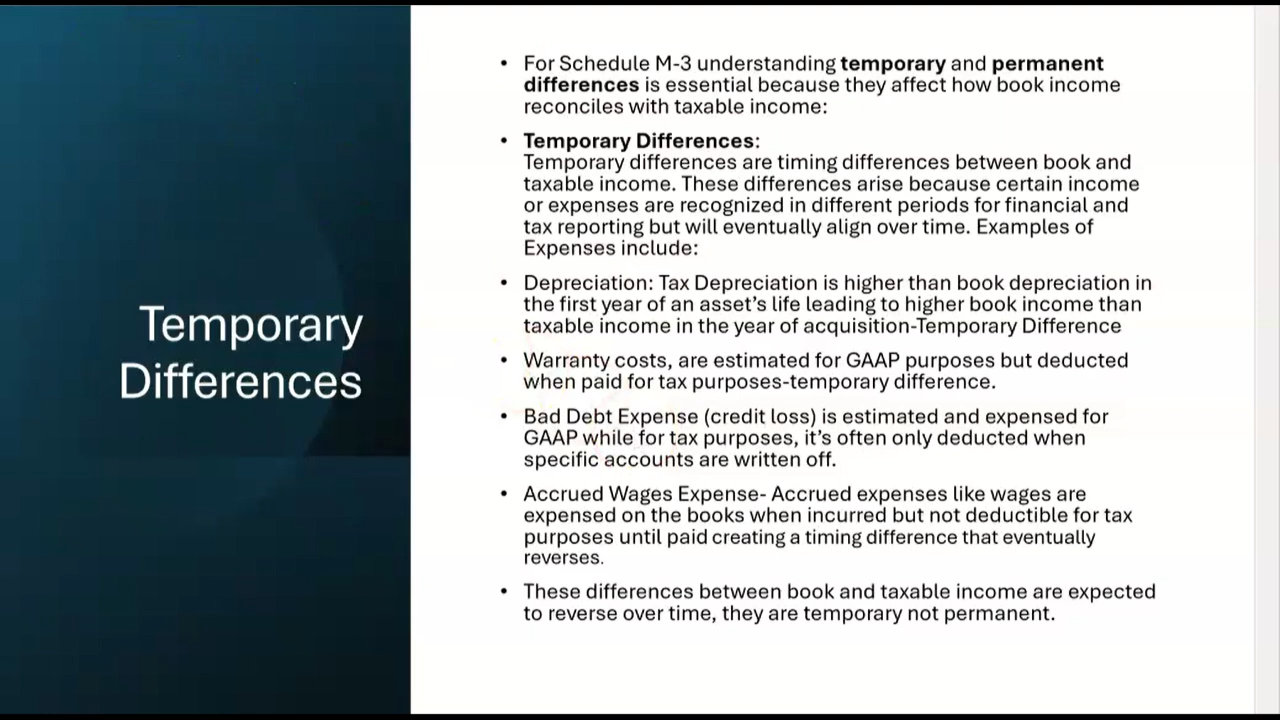 Temporary
Differences
• For Schedule M-3 understanding temporary and permanent
differences is essential because they affect how book income
reconciles with taxable income:
• Temporary Differences:
Temporary differences are timing differences between book and
taxable income. These differences arise because certain income
or expenses are recognized in different periods for financial and
tax reporting but will eventually align over time. Examples of
Expenses include:
• Depreciation: Tax Depreciation is higher than book depreciation in
the first year of an asset’s life leading to higher book income than
taxable income in the year of acquisition-Temporary Difference
• Warranty costs, are estimated for GAAP purposes but deducted
when paid for tax purposes-temporary difference.
• Bad Debt Expense (credit loss) is estimated and expensed for
GAAP while for tax purposes, it’s often only deducted when
specific accounts are written off.
• Accrued Wages Expense- Accrued expenses like wages are
expensed on the books when incurred but not deductible for tax
purposes until paid creating a timing difference that eventually
reverses.
• These differences between book and taxable income are expected
to reverse over time, they are temporary not permanent.